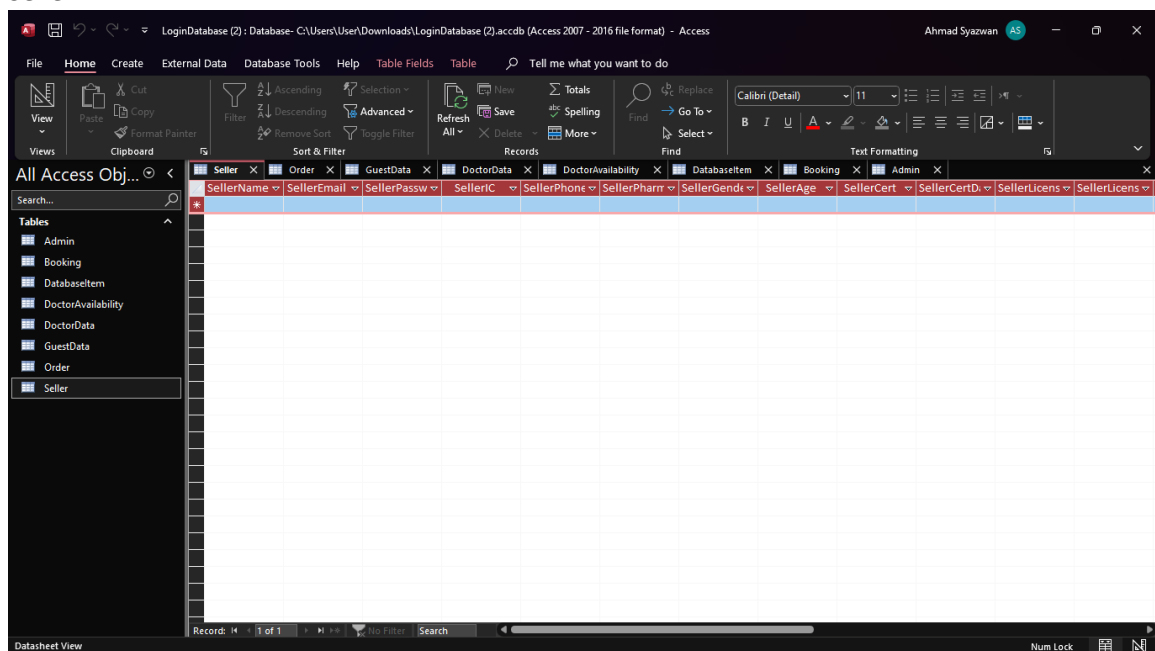 LoginDatabase (2) : Database- C:\Users\User\Downloads\LoginDatabase (2).accdb (Access 2007 - 2016 file format) - Access Ahmad Syazwan AS
File Home Create External Data Database Tools Help Table Fields Table Tell me what you want to do
View
Paste
Cut
Copy
Format Painter
Filter
Ascending
Descending
Remove Sort
Selection
Advanced
Toggle Filter
Refresh
All
New
Save
Delete
Totals
Spelling
More
Find
Replace
Go To
Select
Calibri (Detail) 11
B I U A
Views Clipboard Sort & Filter Records Find Text Formatting
All Access Obj...
Search...
Tables
Admin
Booking
DatabaseItem
DoctorAvailability
DoctorData
GuestData
Order
Seller
Seller Order GuestData DoctorData DoctorAvailability DatabaseItem Booking Admin
SellerName SellerEmail SellerPassw SellerIC SellerPhone SellerPharm SellerGende SellerAge SellerCert SellerCertDa SellerLicens SellerLicens
Record: 1 of 1 No Filter Search
Datasheet View Num Lock